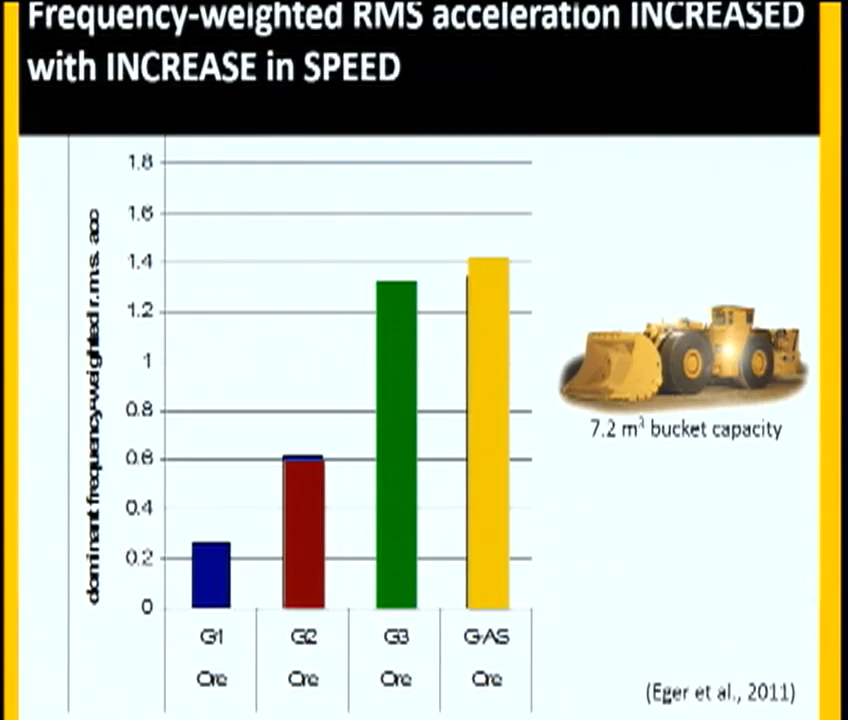 Frequency-weighted RMS acceleration INCREASED
with INCREASE in SPEED
dominant frequency-weighted r.m.s. acc
1.8
1.6
1.4
1.2
1
0.8
0.6
0.4
0.2
0
G1
G2
G3
G-AS
Ore
Ore
Ore
Ore
7.2 m³ bucket capacity
(Eger et al., 2011)